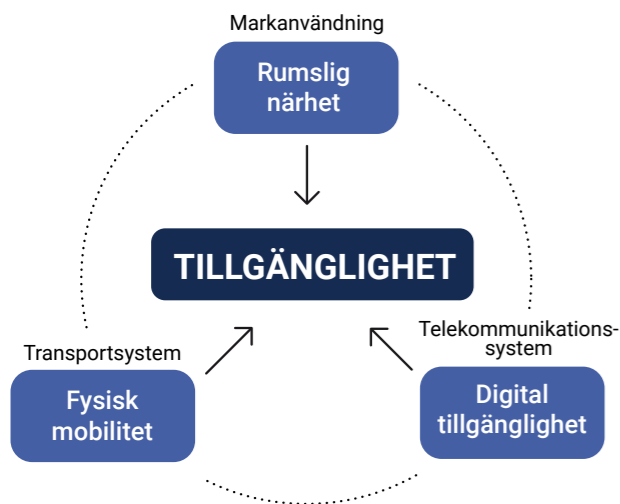 Markanvändning
Rumslig
närhet
TILLGÄNGLIGHET
Transportsystem
Fysisk
mobilitet
Telekommunikations-
system
Digital
tillgänglighet